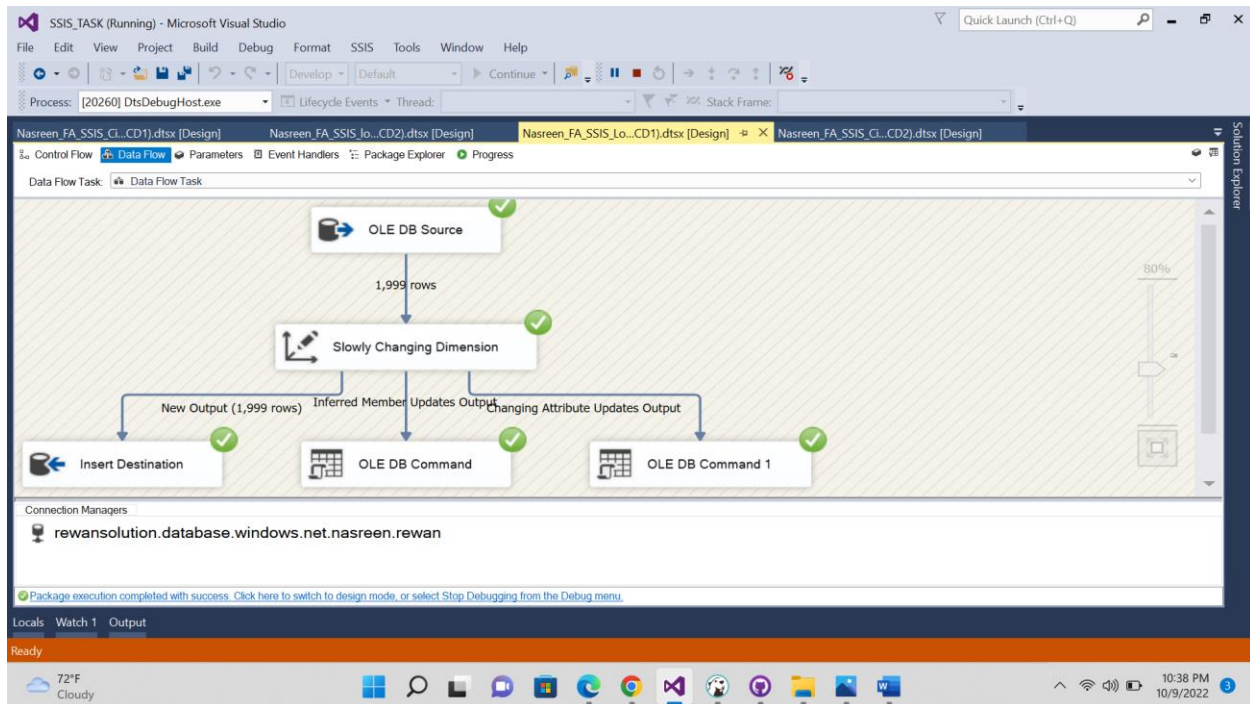 SSIS_TASK (Running) - Microsoft Visual Studio
Quick Launch (Ctrl+Q)
File Edit View Project Build Debug Format SSIS Tools Window Help
Develop Default Continue
Process: [20260] DtsDebugHost.exe Lifecycle Events Thread: Stack Frame:
Nasreen_FA_SSIS_Ci...CD1).dtsx [Design] Nasreen_FA_SSIS_lo...CD2).dtsx [Design] Nasreen_FA_SSIS_Lo...CD1).dtsx [Design] Nasreen_FA_SSIS_Ci...CD2).dtsx [Design]
Solution Explorer
Control Flow Data Flow Parameters Event Handlers Package Explorer Progress
Data Flow Task: Data Flow Task
OLE DB Source
80%
1,999 rows
Slowly Changing Dimension
New Output (1,999 rows) Inferred Member Updates Output Changing Attribute Updates Output
Insert Destination OLE DB Command OLE DB Command 1
Connection Managers
rewansolution.database.windows.net.nasreen.rewan
Package execution completed with success. Click here to switch to design mode, or select Stop Debugging from the Debug menu.
Locals Watch 1 Output
Ready
72°F
Cloudy
10:38 PM
10/9/2022
3